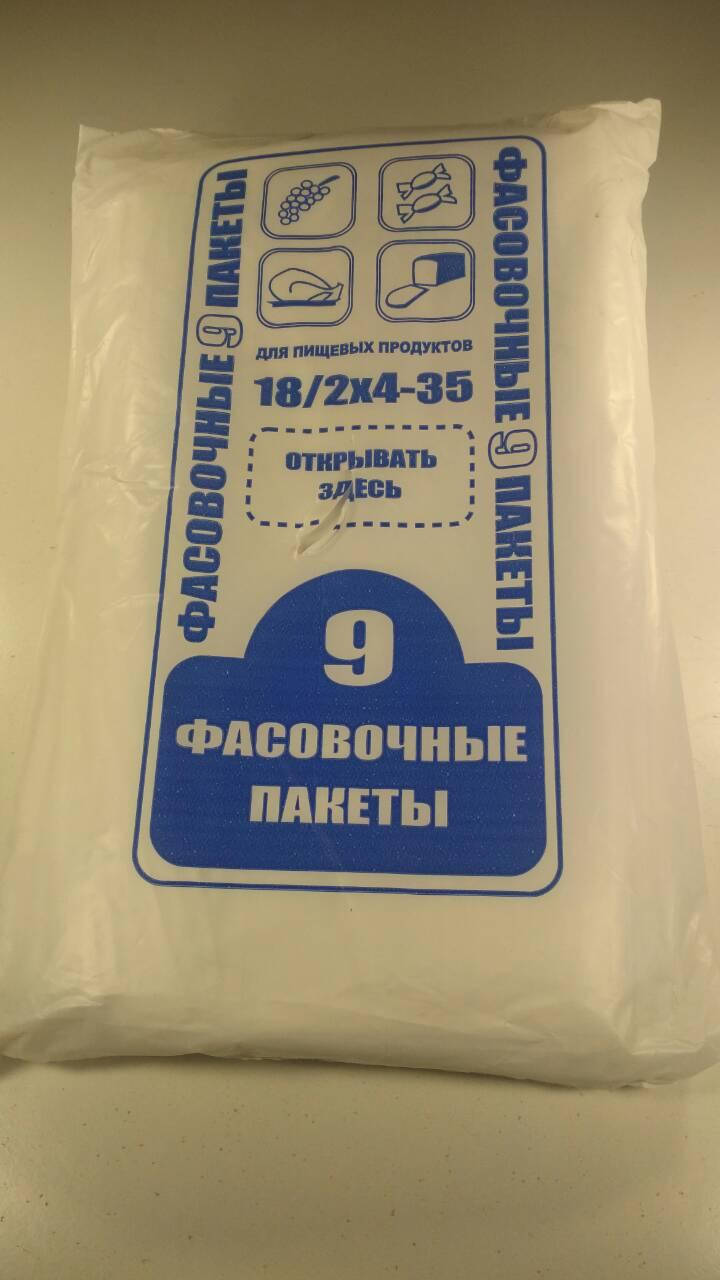 ФАСОВОЧНЫЕ 9 ПАКЕТЫ
ДЛЯ ПИЩЕВЫХ ПРОДУКТОВ
18/2х4-35
ОТКРЫВАТЬ
ЗДЕСЬ
ФАСОВОЧНЫЕ 9 ПАКЕТЫ
9
ФАСОВОЧНЫЕ
ПАКЕТЫ